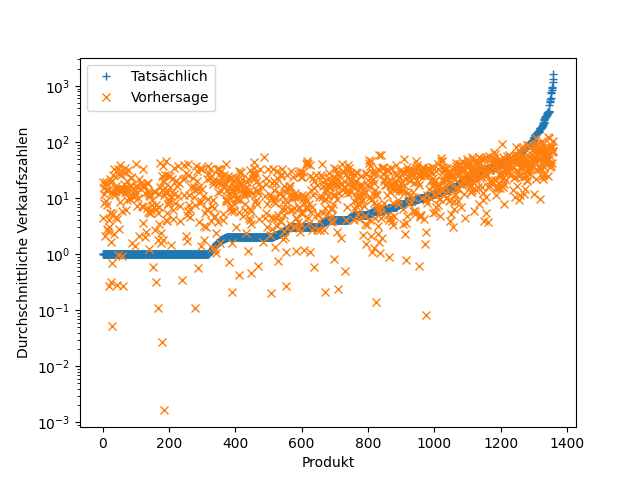 Tatsächlich
Vorhersage
Durchschnittliche Verkaufszahlen
10³
10²
10¹
10⁰
10⁻¹
10⁻²
10⁻³
0 200 400 600 800 1000 1200 1400
Produkt